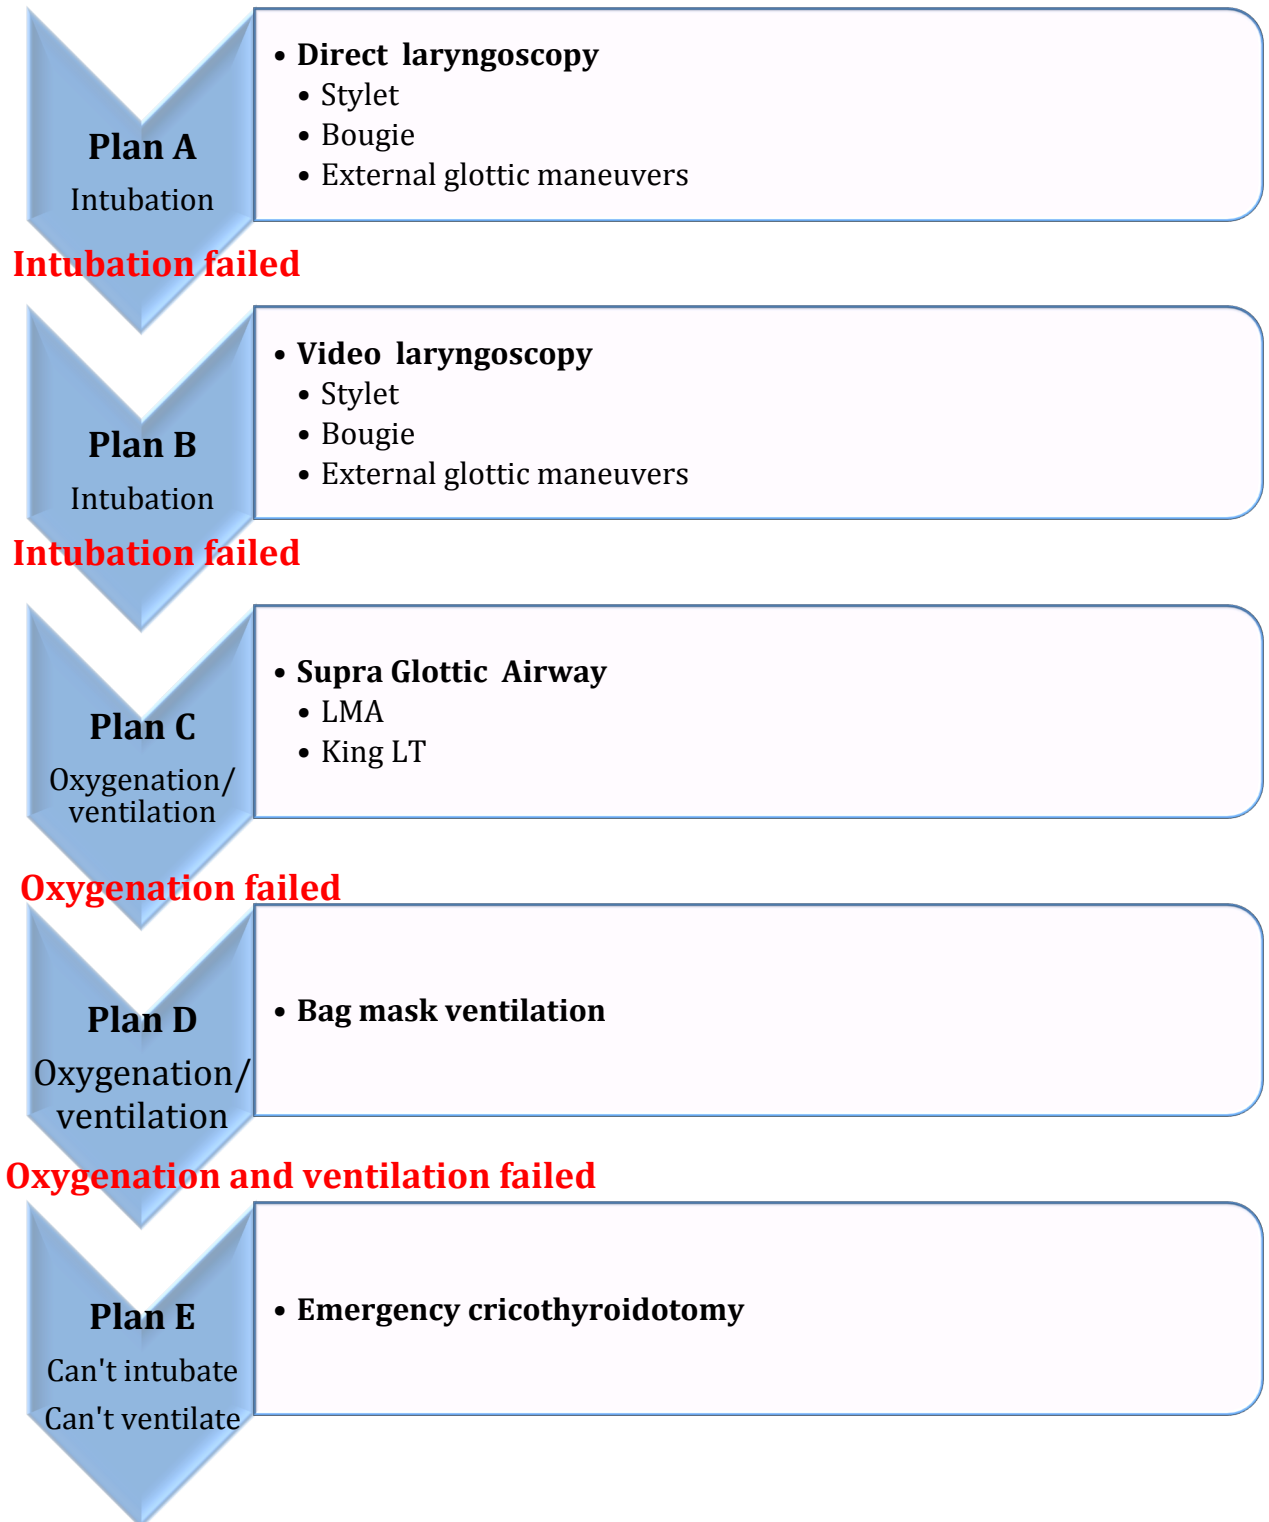 Plan A
Intubation
• Direct laryngoscopy
• Stylet
• Bougie
• External glottic maneuvers
Intubation failed
Plan B
Intubation
• Video laryngoscopy
• Stylet
• Bougie
• External glottic maneuvers
Intubation failed
Plan C
Oxygenation/
ventilation
• Supra Glottic Airway
• LMA
• King LT
Oxygenation failed
Plan D
Oxygenation/
ventilation
• Bag mask ventilation
Oxygenation and ventilation failed
Plan E
Can't intubate
Can't ventilate
• Emergency cricothyroidotomy